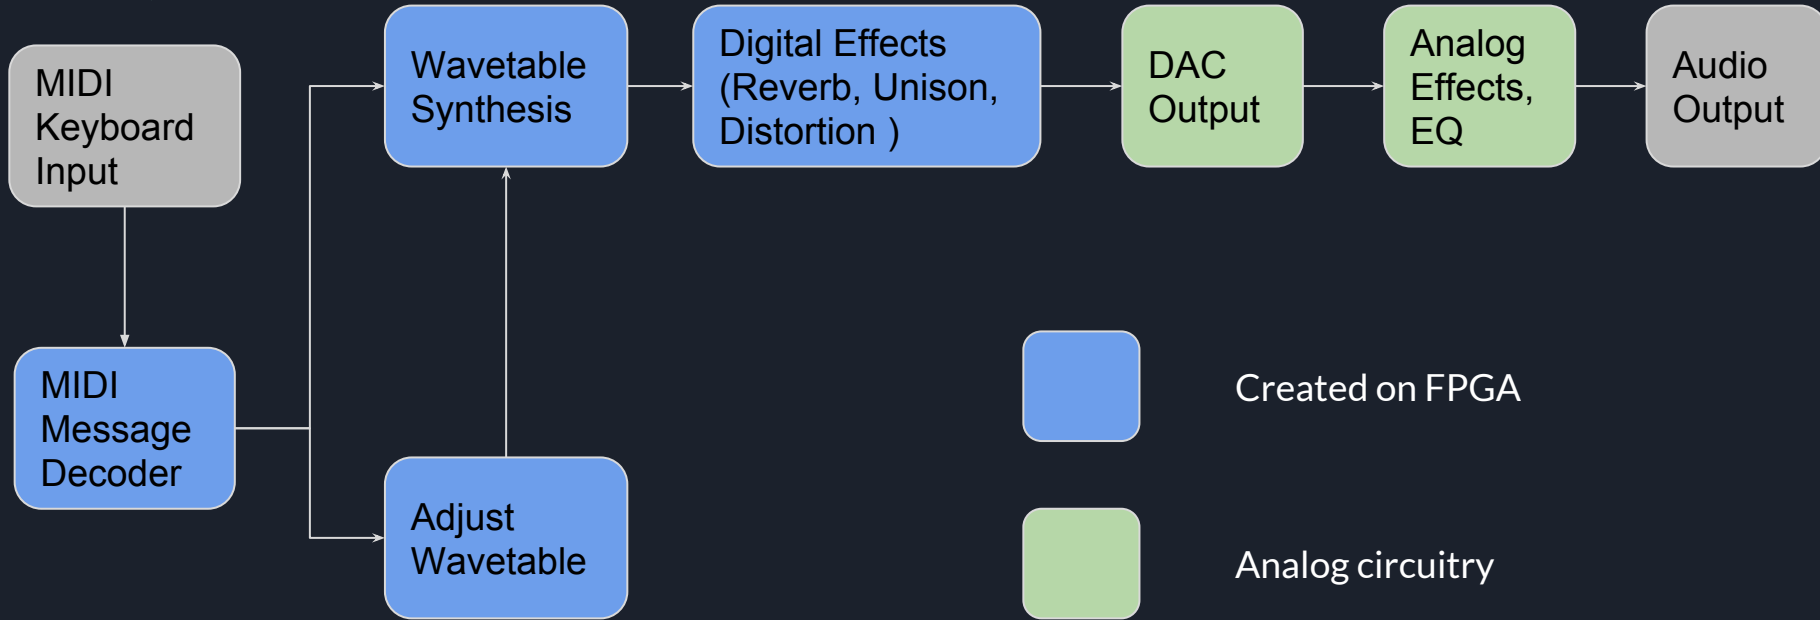 MIDI
Keyboard
Input
Wavetable
Synthesis
Digital Effects
(Reverb, Unison,
Distortion )
DAC
Output
Analog
Effects,
EQ
Audio
Output
MIDI
Message
Decoder
Adjust
Wavetable
Created on FPGA
Analog circuitry